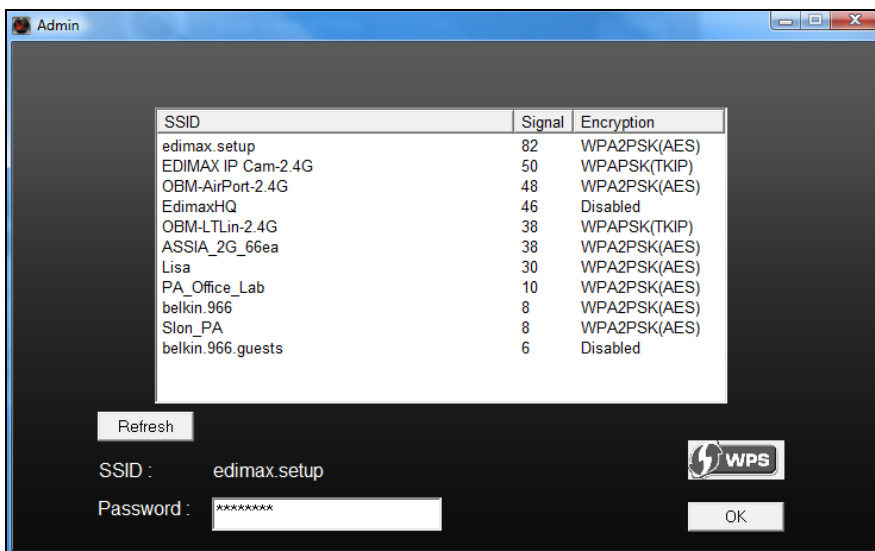 Admin
SSID Signal Encryption
edimax.setup 82 WPA2PSK(AES)
EDIMAX IP Cam-2.4G 50 WPAPSK(TKIP)
OBM-AirPort-2.4G 48 WPA2PSK(AES)
EdimaxHQ 46 Disabled
OBM-LTLin-2.4G 38 WPAPSK(TKIP)
ASSIA_2G_66ea 38 WPA2PSK(AES)
Lisa 30 WPA2PSK(AES)
PA_Office_Lab 10 WPA2PSK(AES)
belkin.966 8 WPA2PSK(AES)
Slon_PA 8 WPA2PSK(AES)
belkin.966.guests 6 Disabled
Refresh
SSID : edimax.setup
WPS
Password : ********
OK